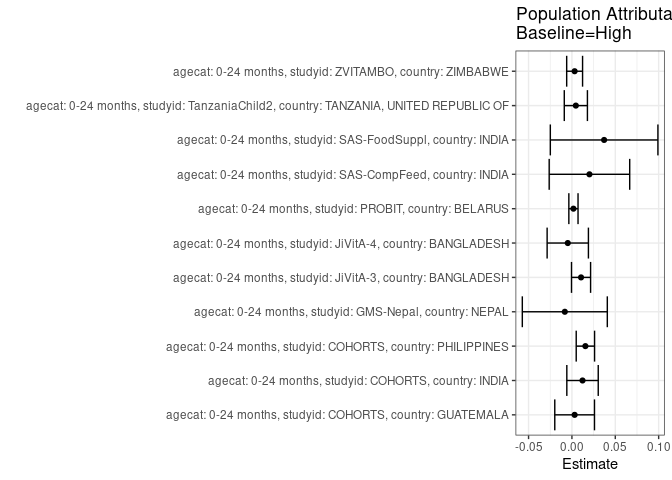 Population Attributa
Baseline=High
agecat: 0-24 months, studyid: ZVITAMBO, country: ZIMBABWE
agecat: 0-24 months, studyid: TanzaniaChild2, country: TANZANIA, UNITED REPUBLIC OF
agecat: 0-24 months, studyid: SAS-FoodSuppl, country: INDIA
agecat: 0-24 months, studyid: SAS-CompFeed, country: INDIA
agecat: 0-24 months, studyid: PROBIT, country: BELARUS
agecat: 0-24 months, studyid: JiVitA-4, country: BANGLADESH
agecat: 0-24 months, studyid: JiVitA-3, country: BANGLADESH
agecat: 0-24 months, studyid: GMS-Nepal, country: NEPAL
agecat: 0-24 months, studyid: COHORTS, country: PHILIPPINES
agecat: 0-24 months, studyid: COHORTS, country: INDIA
agecat: 0-24 months, studyid: COHORTS, country: GUATEMALA
-0.05 0.00 0.05 0.10
Estimate